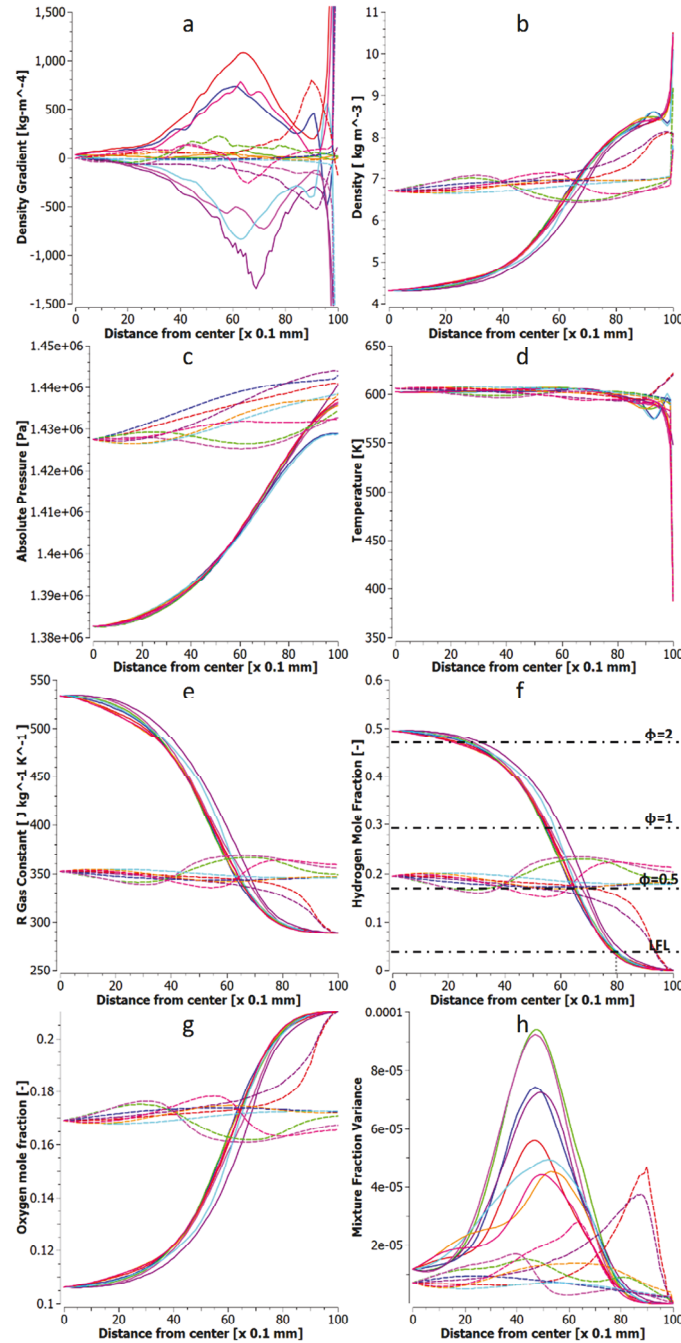 a
1,500
1,000
500
0
-500
-1,000
-1,500
Density Gradient [kg-m^-4]
0 20 40 60 80 100
Distance from center [x 0.1 mm]
b
11
10
9
8
7
6
5
4
Density [ kg m^-3 ]
0 20 40 60 80 100
Distance from center [x 0.1 mm]
c
1.45e+06
1.44e+06
1.43e+06
1.42e+06
1.41e+06
1.4e+06
1.39e+06
1.38e+06
Absolute Pressure [Pa]
0 20 40 60 80 100
Distance from center [x 0.1 mm]
d
650
600
550
500
450
400
350
Temperature [K]
0 20 40 60 80 100
Distance from center [x 0.1 mm]
e
550
500
450
400
350
300
250
R Gas Constant [ J kg^-1 K^-1]
0 20 40 60 80 100
Distance from center [x 0.1 mm]
f
0.6
0.5
0.4
0.3
0.2
0.1
0
Hydrogen Mole Fraction [-]
ϕ=2
ϕ=1
ϕ=0.5
LFL
0 20 40 60 80 100
Distance from center [x 0.1 mm]
g
0.2
0.18
0.16
0.14
0.12
0.1
Oxygen mole fraction [-]
0 20 40 60 80 100
Distance from center [x 0.1 mm]
h
0.0001
8e-05
6e-05
4e-05
2e-05
Mixture Fraction Variance
0 20 40 60 80 100
Distance from center [x 0.1 mm]